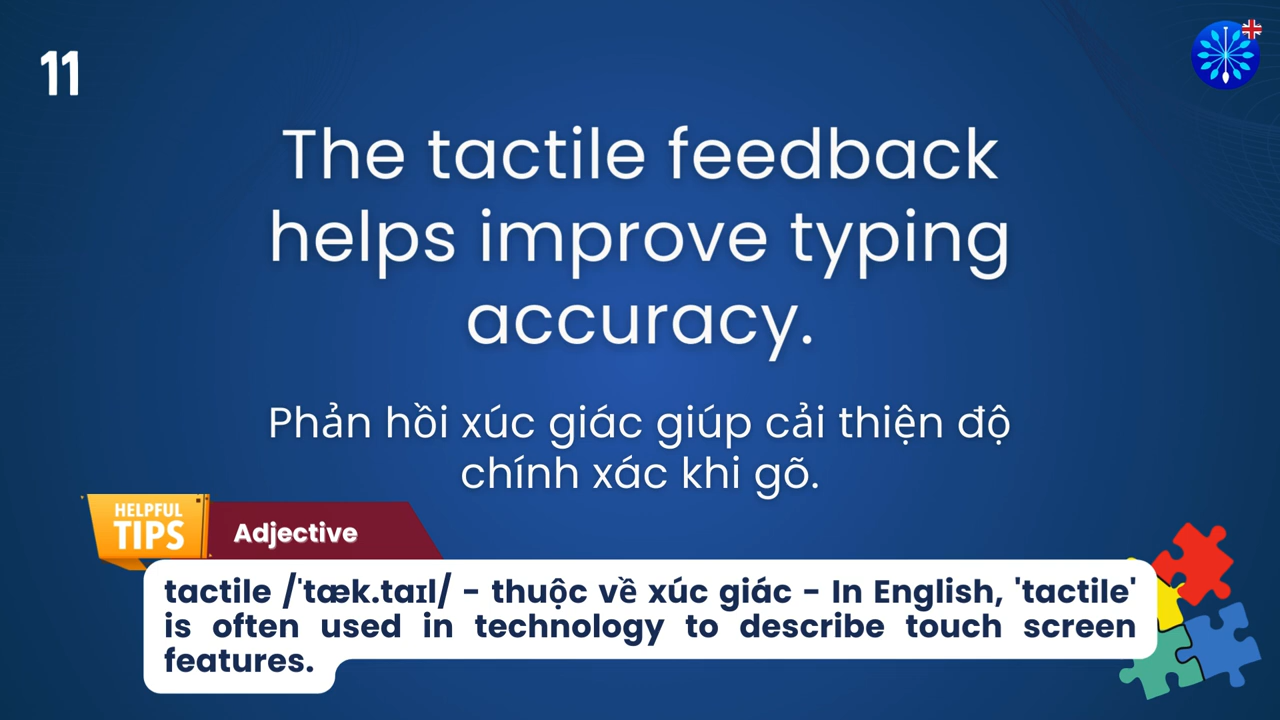 11
The tactile feedback
helps improve typing
accuracy.
Phản hồi xúc giác giúp cải thiện độ
chính xác khi gõ.
HELPFUL
TIPS
Adjective
tactile /ˈtæk.taɪl/ - thuộc về xúc giác - In English, 'tactile'
is often used in technology to describe touch screen
features.